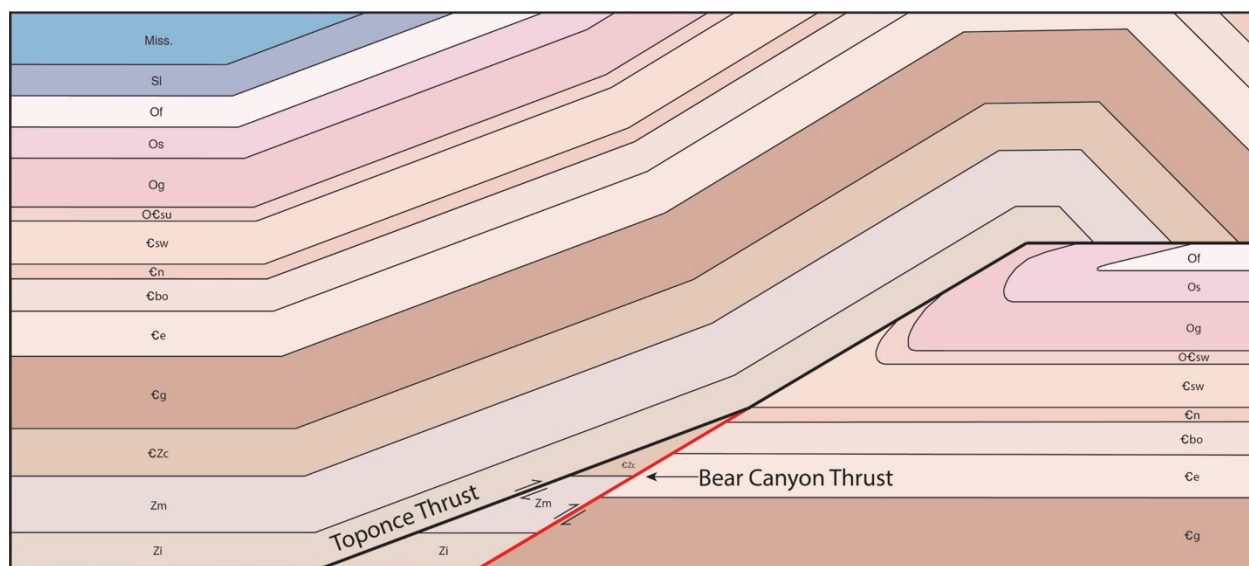 Miss.
Sl
Of
Os
Og
O€su
€sw
€n
€bo
€e
€g
€Zc
Zm
Zi
Toponce Thrust
€Zc
Zm
Zi
Bear Canyon Thrust
Of
Os
Og
O€sw
€sw
€n
€bo
€e
€g